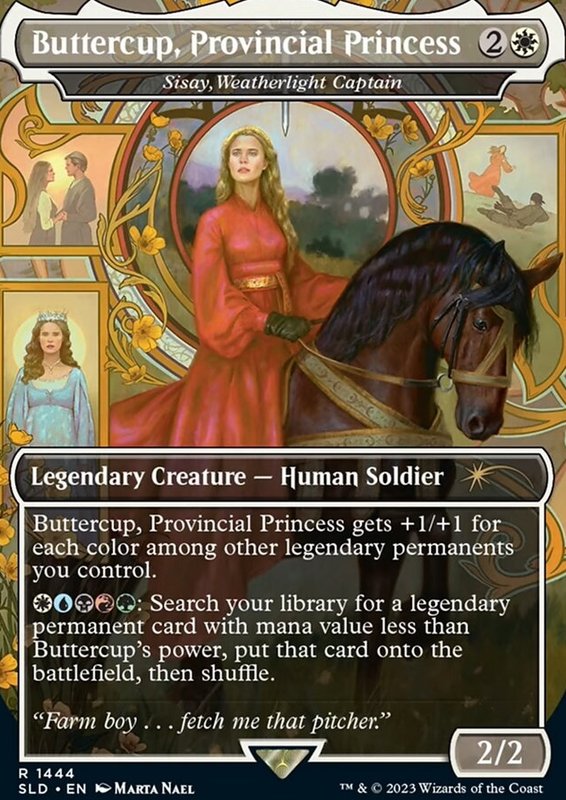 Buttercup, Provincial Princess 2
Sisay, Weatherlight Captain
Legendary Creature — Human Soldier
Buttercup, Provincial Princess gets +1/+1 for
each color among other legendary permanents
you control.
: Search your library for a legendary
permanent card with mana value less than
Buttercup's power, put that card onto the
battlefield, then shuffle.
“Farm boy . . . fetch me that pitcher.”
2/2
R 1444
SLD • EN Marta Nael
™ & © 2023 Wizards of the Coast